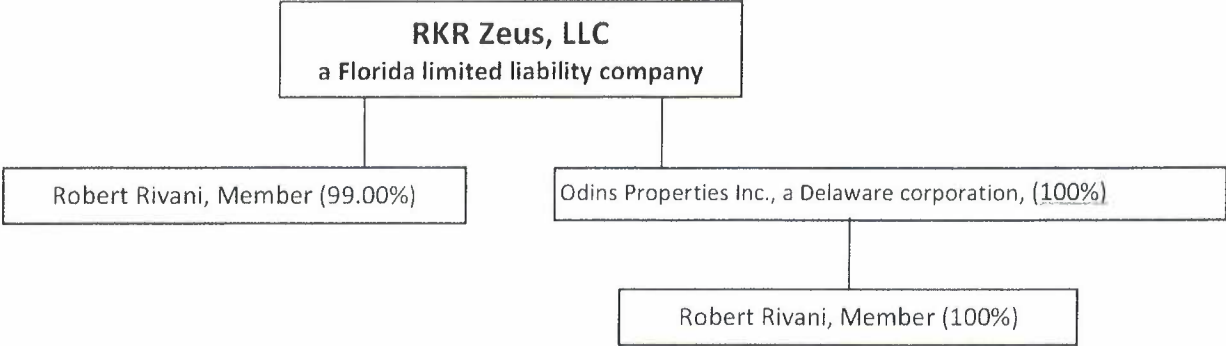 RKR Zeus, LLC
a Florida limited liability company
Robert Rivani, Member (99.00%)
Odins Properties Inc., a Delaware corporation, (100%)
Robert Rivani, Member (100%)